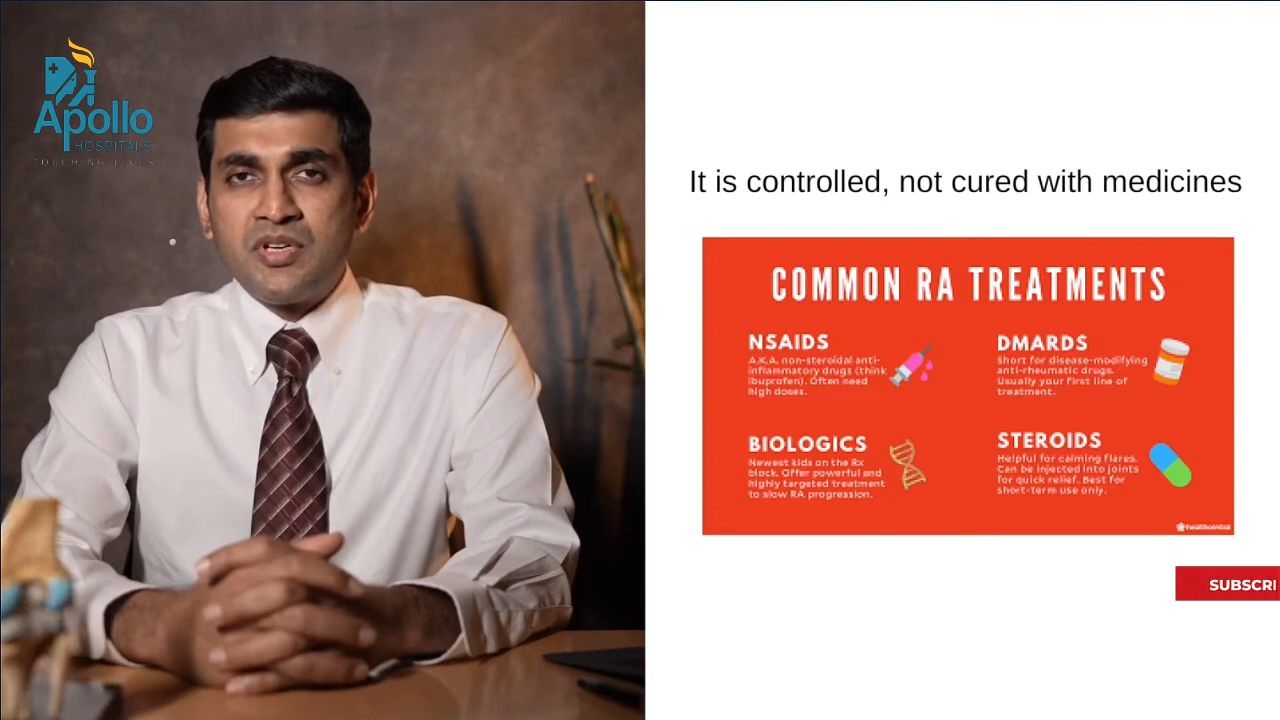 Apollo
HOSPITALS
TOUCHING LIVES
It is controlled, not cured with medicines
COMMON RA TREATMENTS
NSAIDS
A.K.A. non-steroidal anti-
inflammatory drugs (think
Ibuprofen). Often need
high doses.
DMARDS
Short for disease-modifying
anti-rheumatic drugs.
Usually your first line of
treatment.
BIOLOGICS
Newest kids on the Rx
block. Offer powerful and
highly targeted treatment
to slow RA progression.
STEROIDS
Helpful for calming flares.
Can be injected into joints
for quick relief. Best for
short-term use only.
healthcentral
SUBSCRI